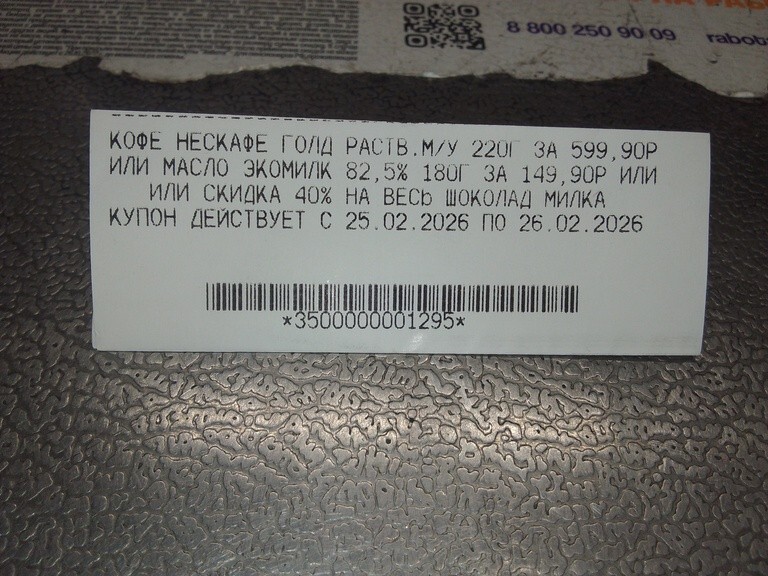 8 800 250 90 09
КОФЕ НЕСКАФЕ ГОЛД РАСТВ.М/У 220Г ЗА 599,90Р
ИЛИ МАСЛО ЭКОМИЛК 82,5% 180Г ЗА 149,90Р ИЛИ
ИЛИ СКИДКА 40% НА ВЕСЬ ШОКОЛАД МИЛКА
КУПОН ДЕЙСТВУЕТ С 25.02.2026 ПО 26.02.2026
*3500000001295*